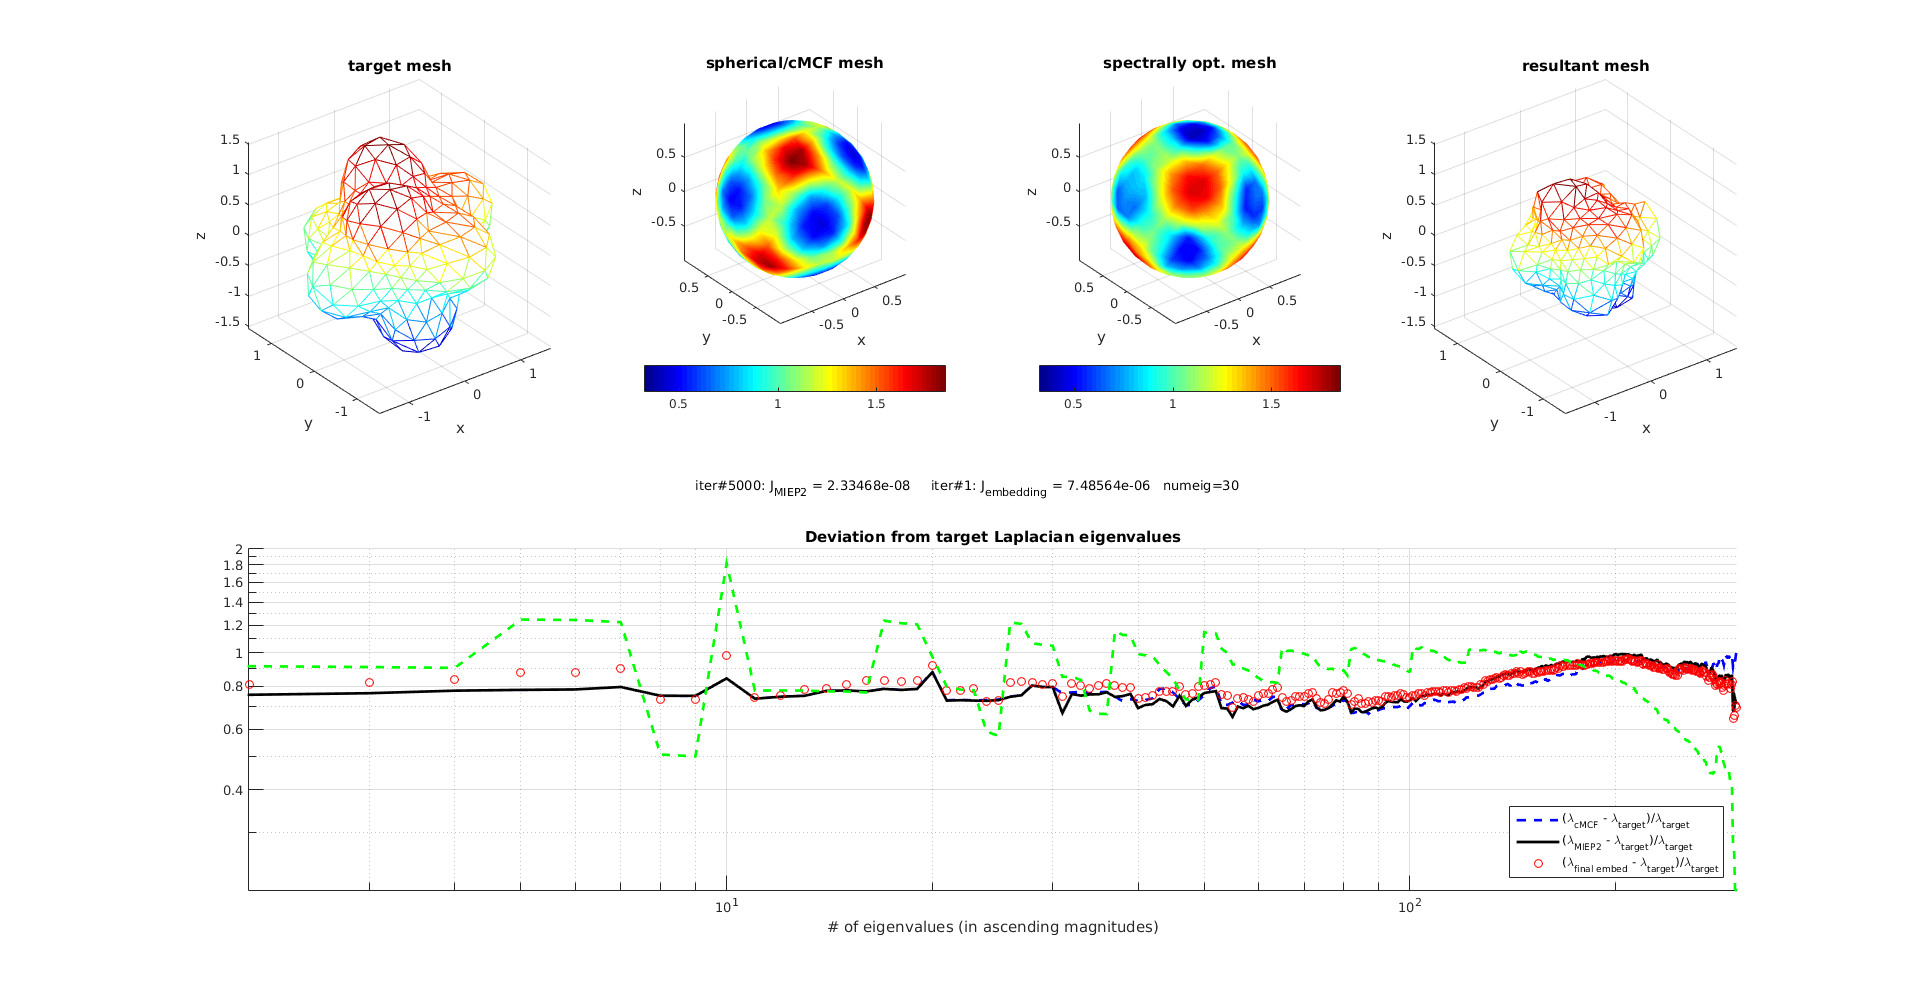 target mesh
1.5
1
0.5
0
-0.5
-1
-1.5
z
1
0
-1
y
-1
0
1
x
spherical/cMCF mesh
0.5
0
-0.5
z
0.5
0
-0.5
y
-0.5
0
0.5
x
0.5
1
1.5
spectrally opt. mesh
0.5
0
-0.5
z
0.5
0
-0.5
y
-0.5
0
0.5
x
0.5
1
1.5
resultant mesh
1.5
1
0.5
0
-0.5
-1
-1.5
z
1
0
-1
y
-1
0
1
x
iter#5000: J_MIEP2 = 2.33468e-08 iter#1: J_embedding = 7.48564e-06 numeig=30
Deviation from target Laplacian eigenvalues
2
1.8
1.6
1.4
1.2
1
0.8
0.6
0.4
10^1
10^2
# of eigenvalues (in ascending magnitudes)
(λ_cMCF - λ_target)/λ_target
(λ_MIEP2 - λ_target)/λ_target
(λ_final embed - λ_target)/λ_target